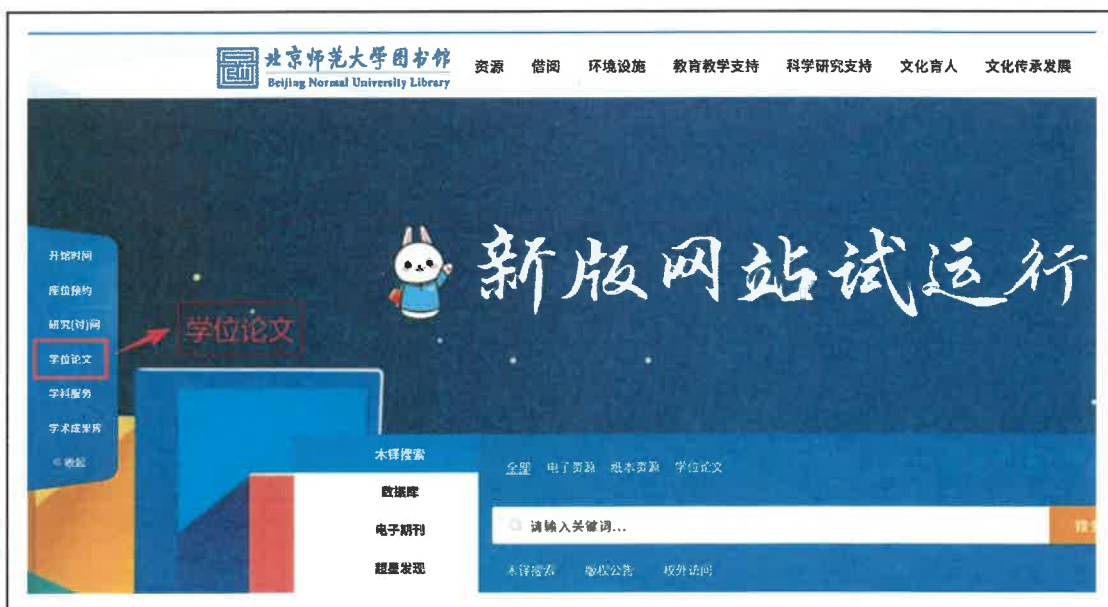 北京师范大学图书馆
Beijing Normal University Library
资源 借阅 环境设施 教育教学支持 科学研究支持 文化育人 文化传承发展
新版网站试运行
开馆时间
座位预约
研究(讨)间
学位论文
学位论文
学科服务
学术成果库
收起
木铎搜索
数据库
电子期刊
超星发现
全部 电子资源 纸本资源 学位论文
请输入关键词...
搜
木铎搜索 版权公告 校外访问